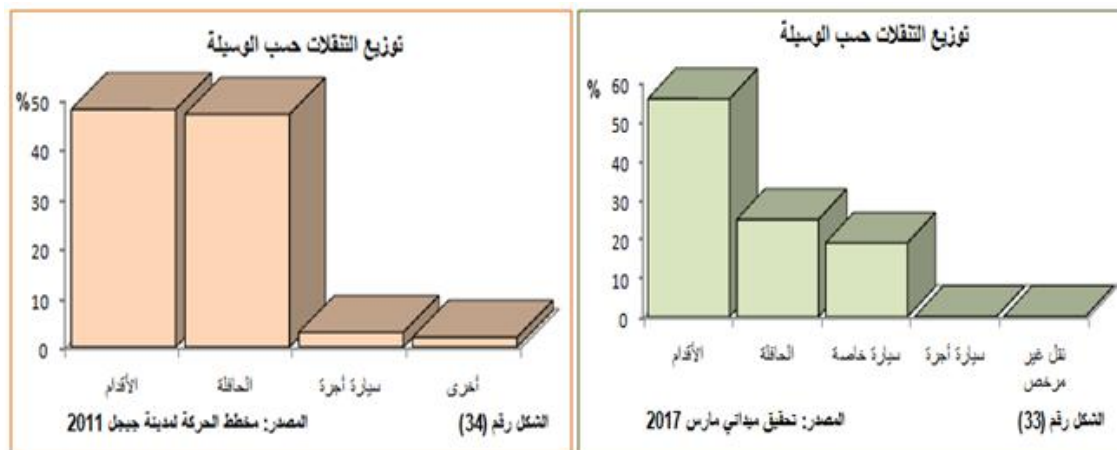 توزيع التنقلات حسب الوسيلة
%
60
50
40
30
20
10
0
الأقدام
الحافلة
سيارة خاصة
سيارة أجرة
نقل غير
مرخص
الشكل رقم (33)
المصدر: تحقيق ميداني مارس 2017
توزيع التنقلات حسب الوسيلة
%50
40
30
20
10
0
الأقدام
الحافلة
سيارة أجرة
أخرى
الشكل رقم (34)
المصدر: مخطط الحركة لمدينة جيجل 2011